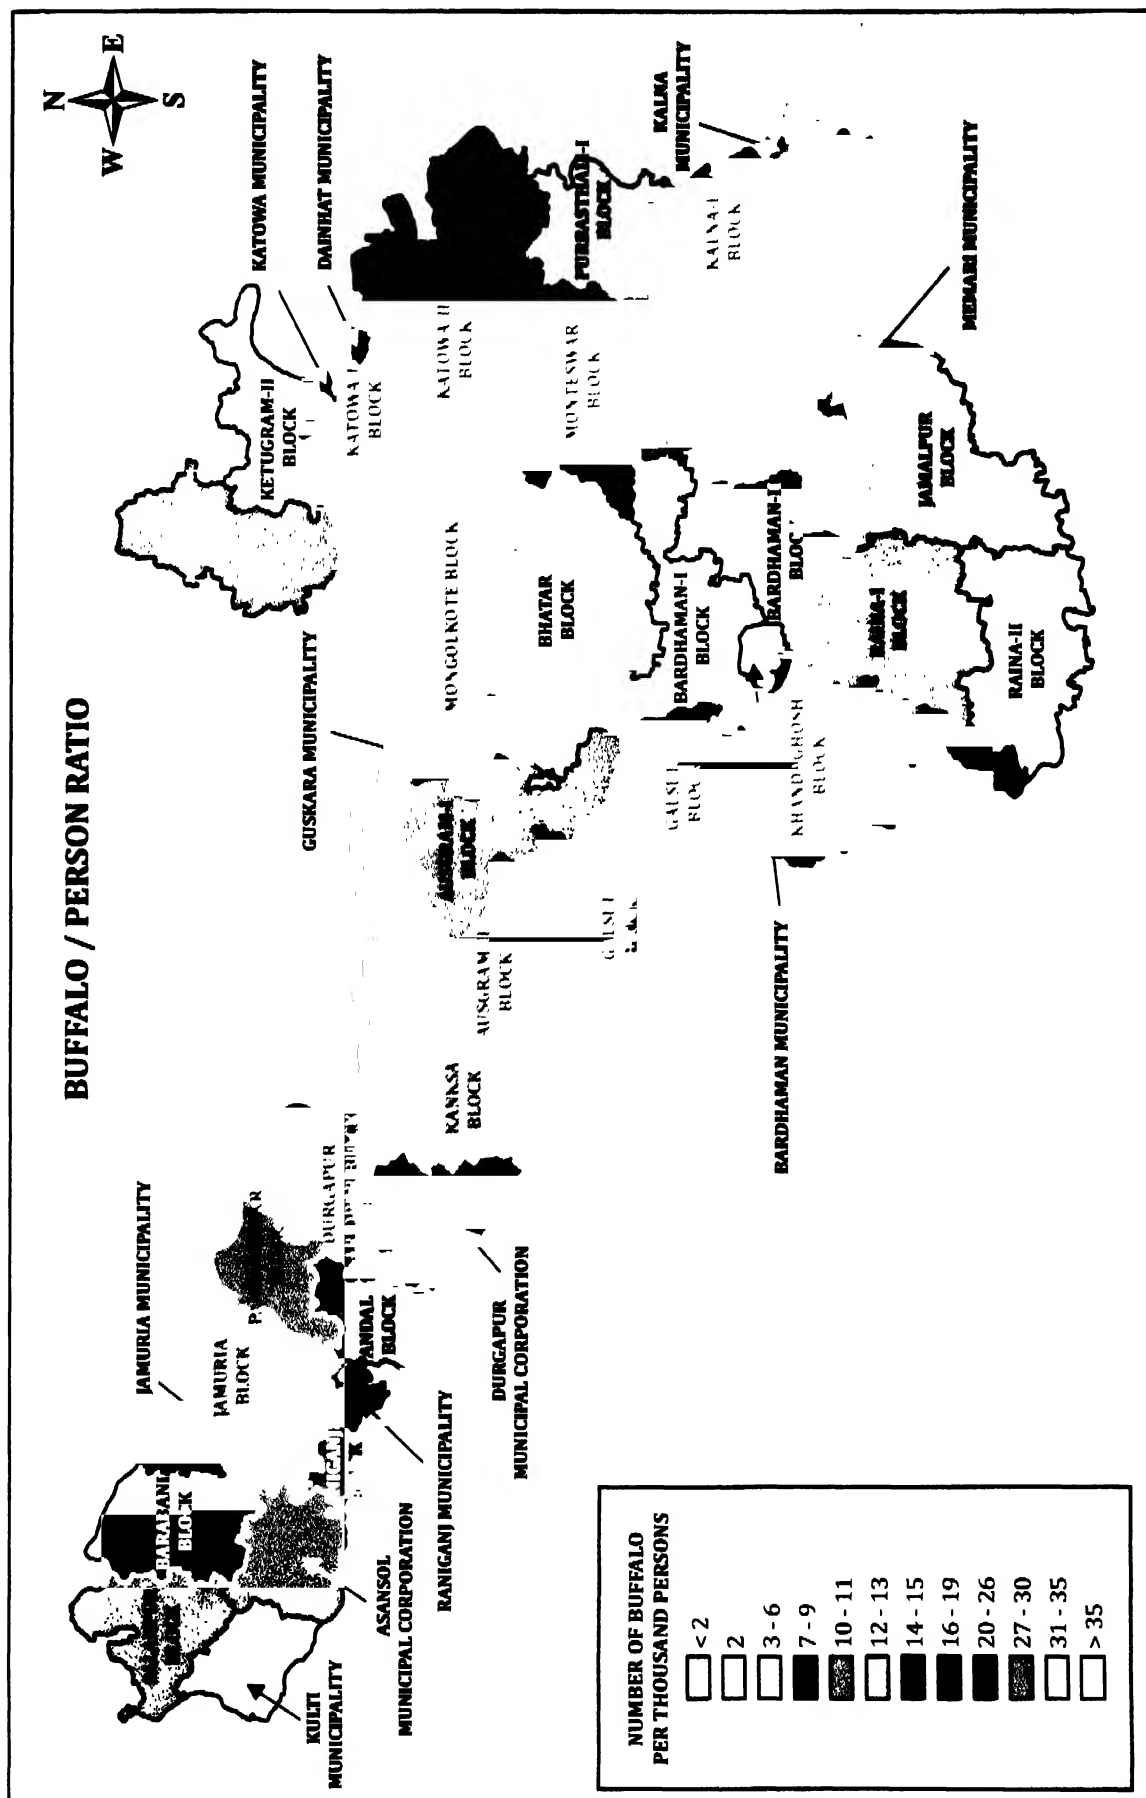 BUFFALO / PERSON RATIO
N
E
W
S
KATOWA MUNICIPALITY
DAINHAT MUNICIPALITY
KETUGRAM-II
BLOCK
KATOWA I
BLOCK
KATOWA II
BLOCK
PURBASTHALI-I
BLOCK
KALNA
MUNICIPALITY
KALNA-I
BLOCK
MONTESWAR
BLOCK
MEMARI MUNICIPALITY
GUSKARA MUNICIPALITY
MONGOLKOTE BLOCK
BHATAR
BLOCK
BARDHAMAN-I
BLOCK
BARDHAMAN-I
BLOC
JAMALPUR
BLOCK
RAINA-I
BLOCK
RAINA-II
BLOCK
KHANDAGHOSH
BLOCK
AUSGRAM-I
BLOCK
AUSGRAM II
BLOCK
GALSI I
KANKSA
BLOCK
BARDHAMAN MUNICIPALITY
DURGAPUR
JAMURIA MUNICIPALITY
JAMURIA
BLOCK
ANDAL
BLOCK
DURGAPUR
MUNICIPAL CORPORATION
RANIGANJ MUNICIPALITY
BARABANI
BLOCK
ASANSOL
MUNICIPAL CORPORATION
BLOCK
KULTI
MUNICIPALITY
NUMBER OF BUFFALO
PER THOUSAND PERSONS
< 2
2
3 - 6
7 - 9
10 - 11
12 - 13
14 - 15
16 - 19
20 - 26
27 - 30
31 - 35
> 35